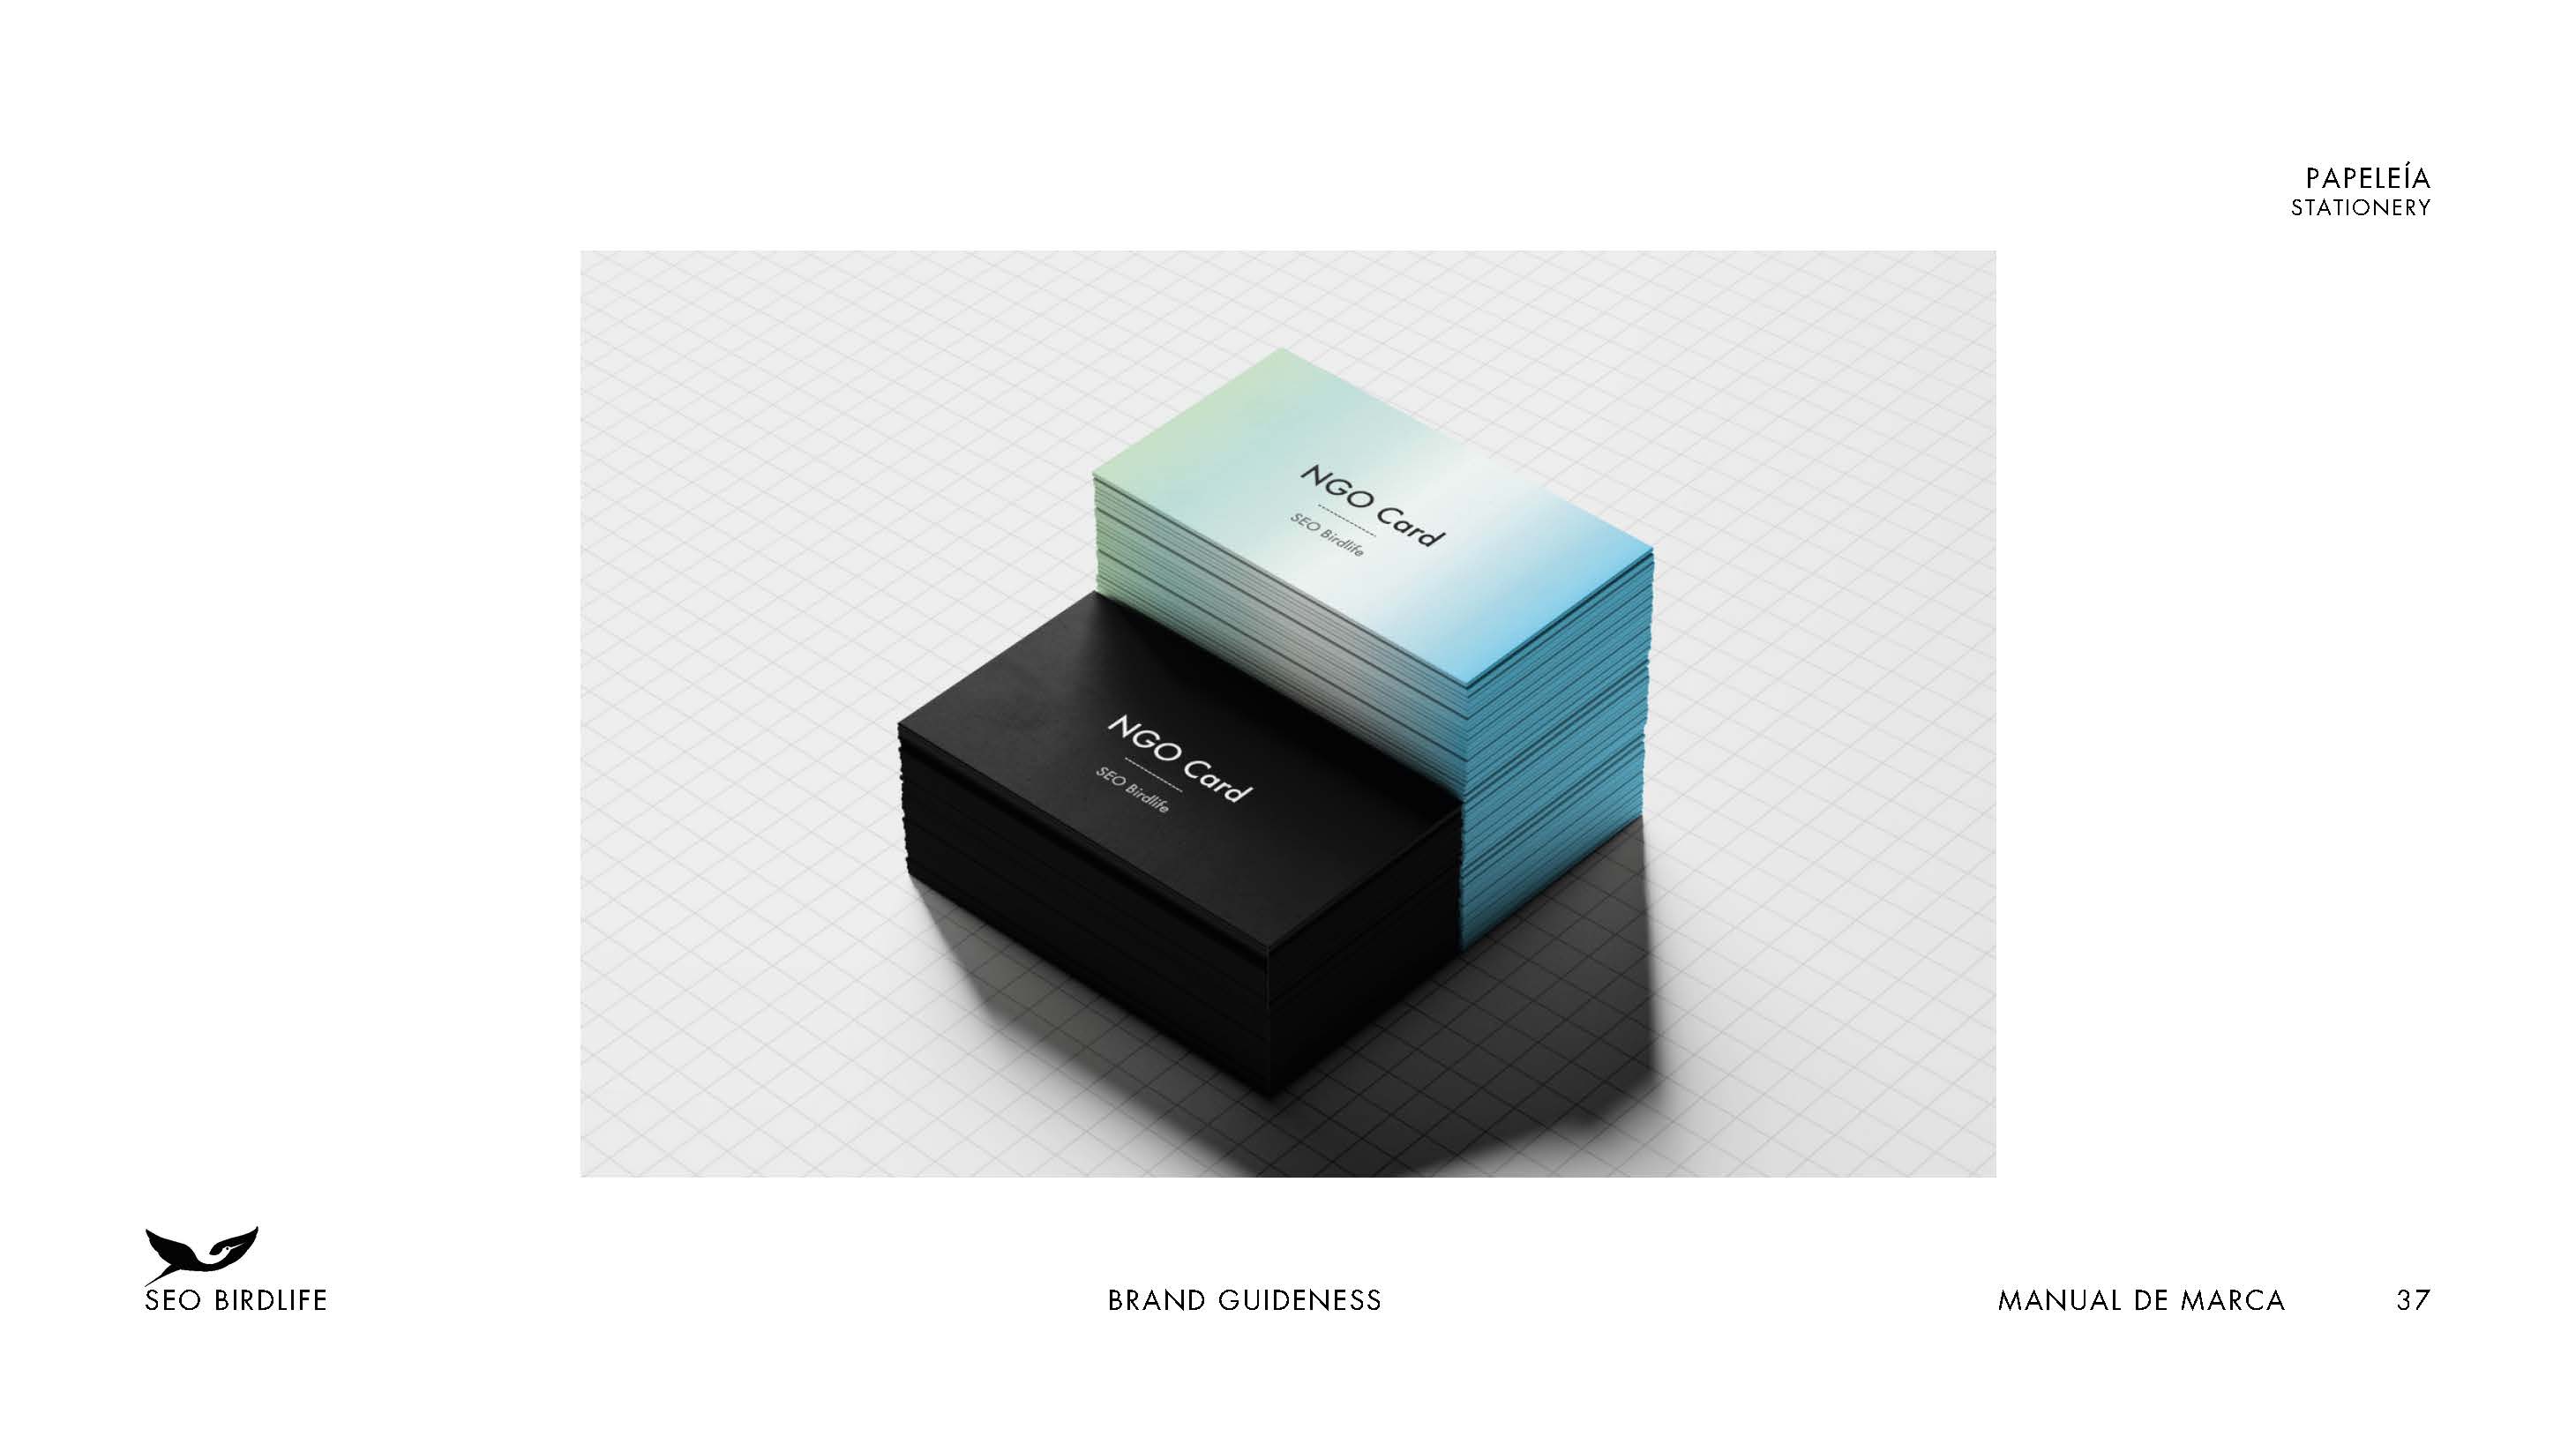 PAPELEÍA
STATIONERY
NGO Card
SEO Birdlife
NGO Card
SEO Birdlife
SEO BIRDLIFE
BRAND GUIDENESS
MANUAL DE MARCA
37